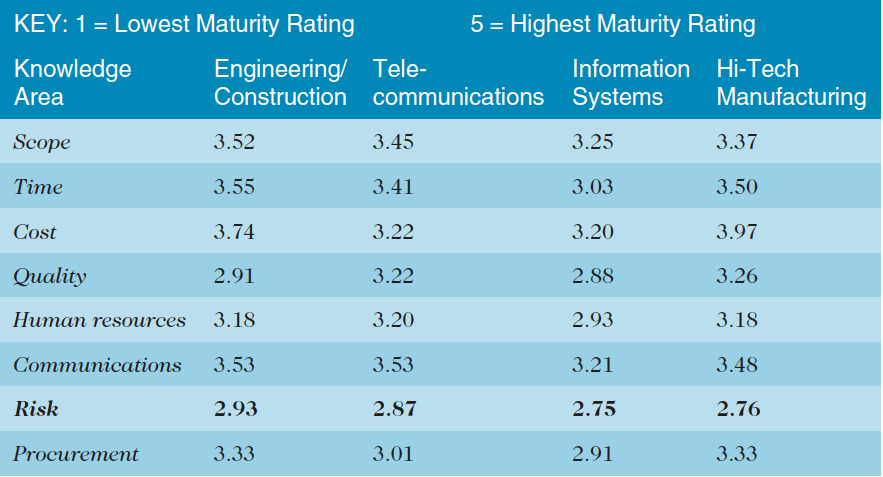 KEY: 1 = Lowest Maturity Rating 5 = Highest Maturity Rating
Knowledge Area Engineering/ Construction Tele- communications Information Systems Hi-Tech Manufacturing
Scope 3.52 3.45 3.25 3.37
Time 3.55 3.41 3.03 3.50
Cost 3.74 3.22 3.20 3.97
Quality 2.91 3.22 2.88 3.26
Human resources 3.18 3.20 2.93 3.18
Communications 3.53 3.53 3.21 3.48
Risk 2.93 2.87 2.75 2.76
Procurement 3.33 3.01 2.91 3.33